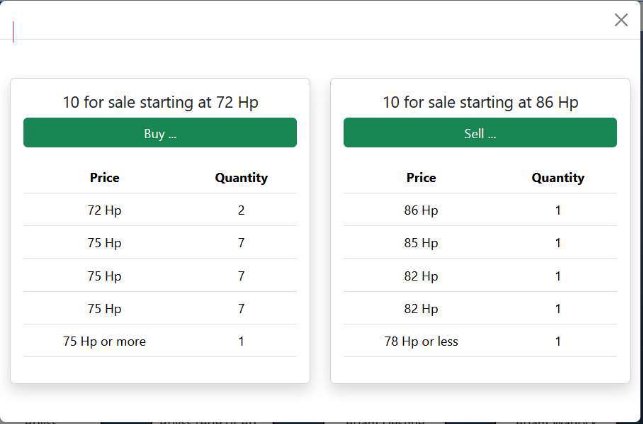 10 for sale starting at 72 Hp
Buy ...
Price Quantity
72 Hp 2
75 Hp 7
75 Hp 7
75 Hp 7
75 Hp or more 1
10 for sale starting at 86 Hp
Sell ...
Price Quantity
86 Hp 1
85 Hp 1
82 Hp 1
82 Hp 1
78 Hp or less 1